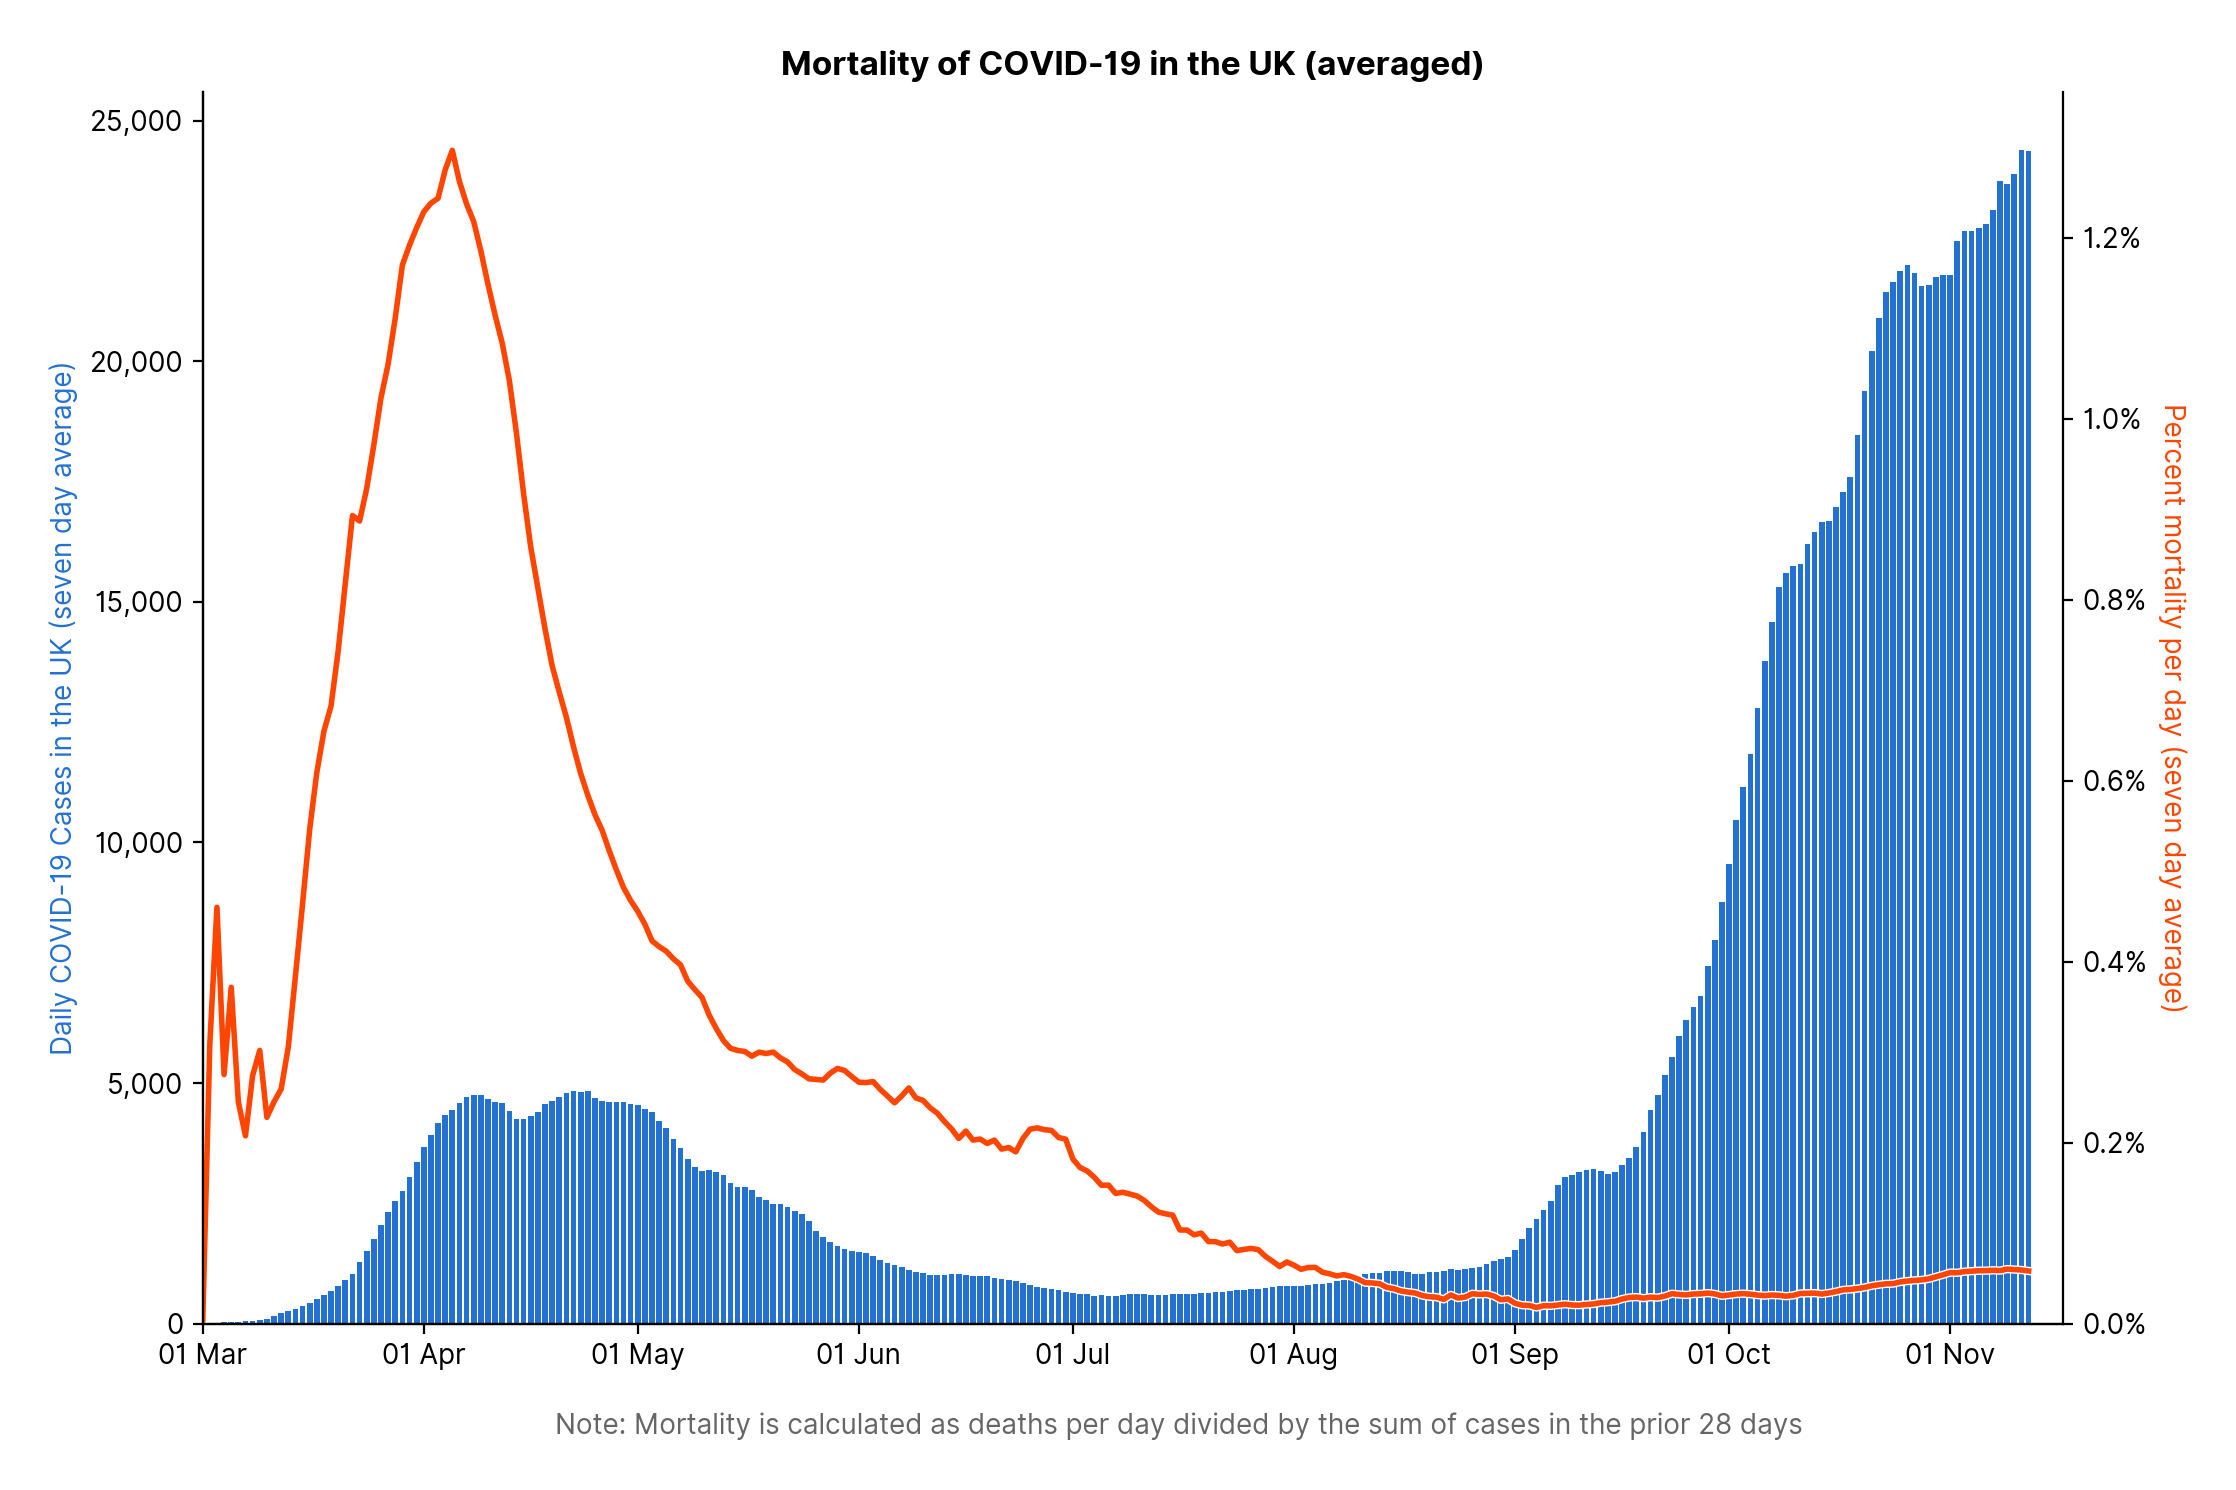 Mortality of COVID-19 in the UK (averaged)
Daily COVID-19 Cases in the UK (seven day average)
25,000
20,000
15,000
10,000
5,000
0
1.2%
1.0%
0.8%
0.6%
0.4%
0.2%
0.0%
Percent mortality per day (seven day average)
01 Mar 01 Apr 01 May 01 Jun 01 Jul 01 Aug 01 Sep 01 Oct 01 Nov
Note: Mortality is calculated as deaths per day divided by the sum of cases in the prior 28 days